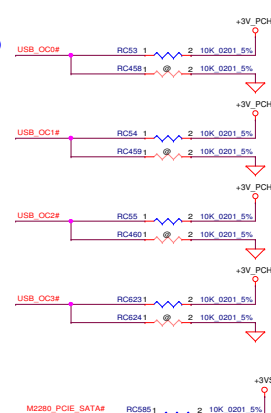 +3V_PCH
USB_OC0# RC53 1 2 10K_0201_5%
RC458 1 @ 2 10K_0201_5%
+3V_PCH
USB_OC1# RC54 1 2 10K_0201_5%
RC459 1 @ 2 10K_0201_5%
+3V_PCH
USB_OC2# RC55 1 2 10K_0201_5%
RC460 1 @ 2 10K_0201_5%
+3V_PCH
USB_OC3# RC623 1 2 10K_0201_5%
RC624 1 @ 2 10K_0201_5%
+3VS
M2280_PCIE_SATA# RC585 1 2 10K_0201_5%